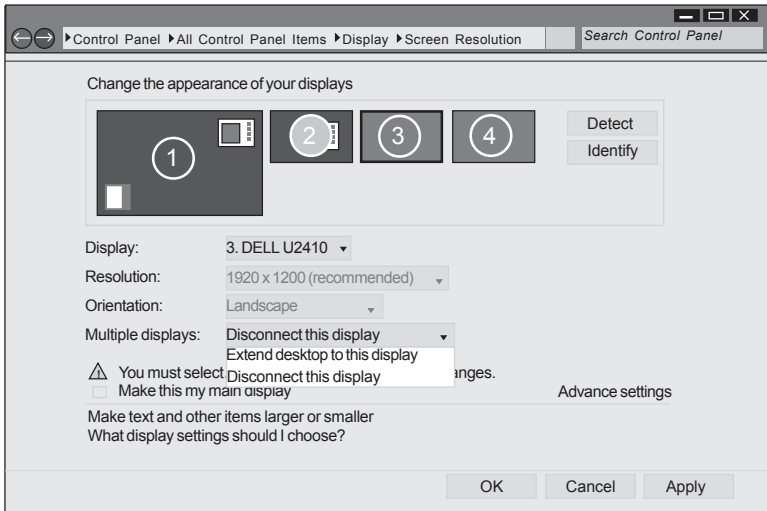 Control Panel All Control Panel Items Display Screen Resolution Search Control Panel
Change the appearance of your displays
1 2 3 4
Detect
Identify
Display: 3. DELL U2410
Resolution: 1920 x 1200 (recommended)
Orientation: Landscape
Multiple displays: Disconnect this display
Extend desktop to this display
You must select anges.
Disconnect this display
Make this my main display Advance settings
Make text and other items larger or smaller
What display settings should I choose?
OK Cancel Apply